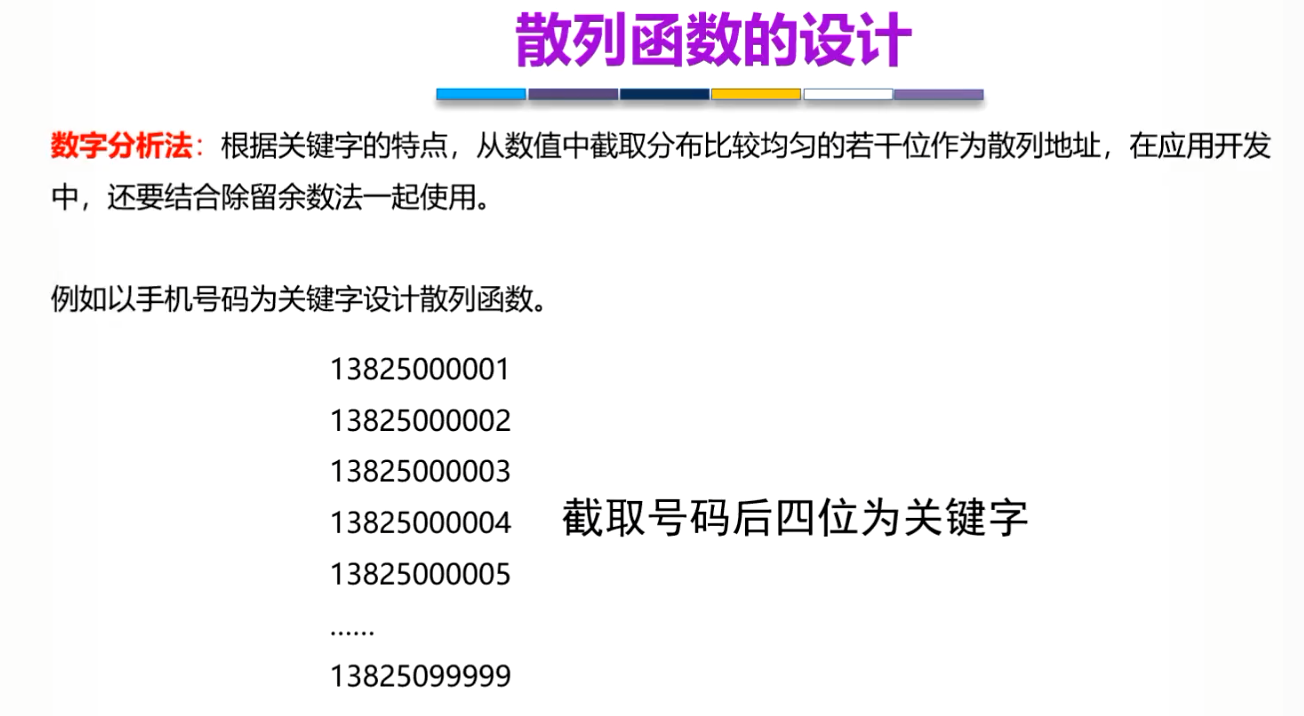 散列函数的设计
数字分析法：根据关键字的特点，从数值中截取分布比较均匀的若干位作为散列地址，在应用开发
中，还要结合除留余数法一起使用。
例如以手机号码为关键字设计散列函数。
13825000001
13825000002
13825000003
13825000004
截取号码后四位为关键字
13825000005
......
13825099999